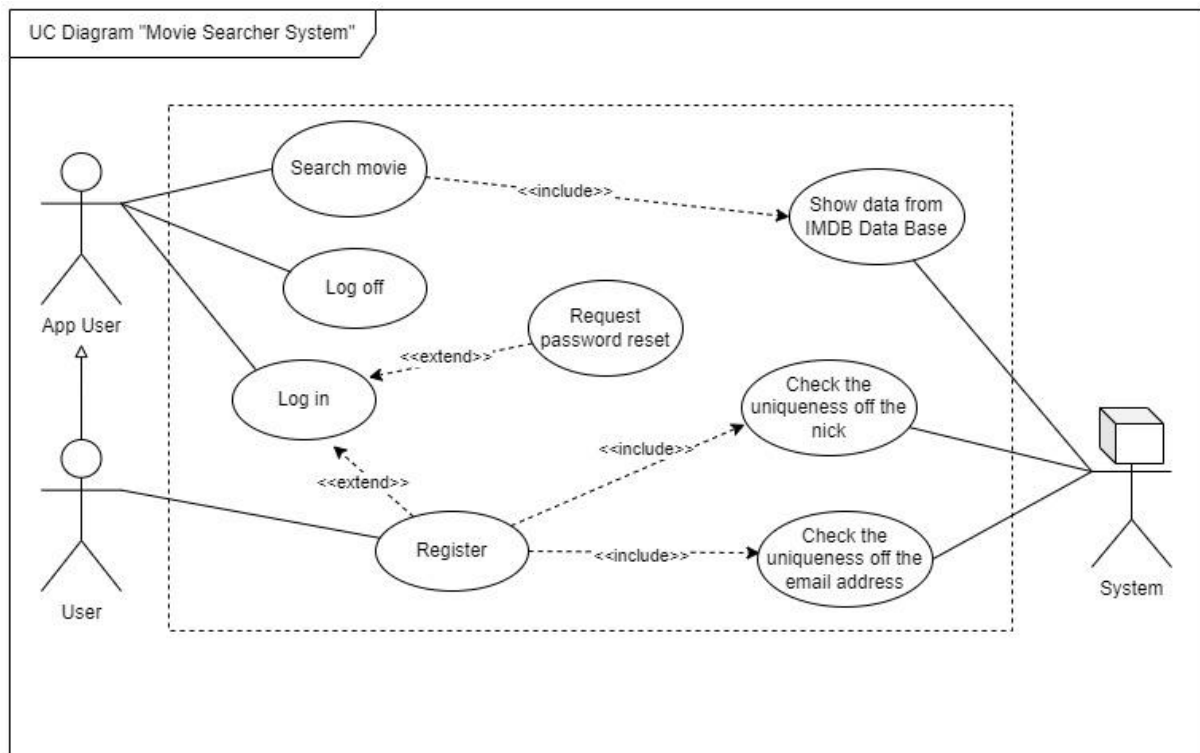 UC Diagram "Movie Searcher System"
Search movie
<<include>>
Show data from
IMDB Data Base
Log off
App User
Request
password reset
<<extend>>
Log in
Check the
uniqueness off the
nick
<<include>>
<<extend>>
Register
<<include>>
Check the
uniqueness off the
email address
User
System